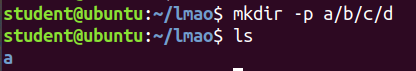 student@ubuntu:~/lmao$ mkdir -p a/b/c/d
student@ubuntu:~/lmao$ ls
a